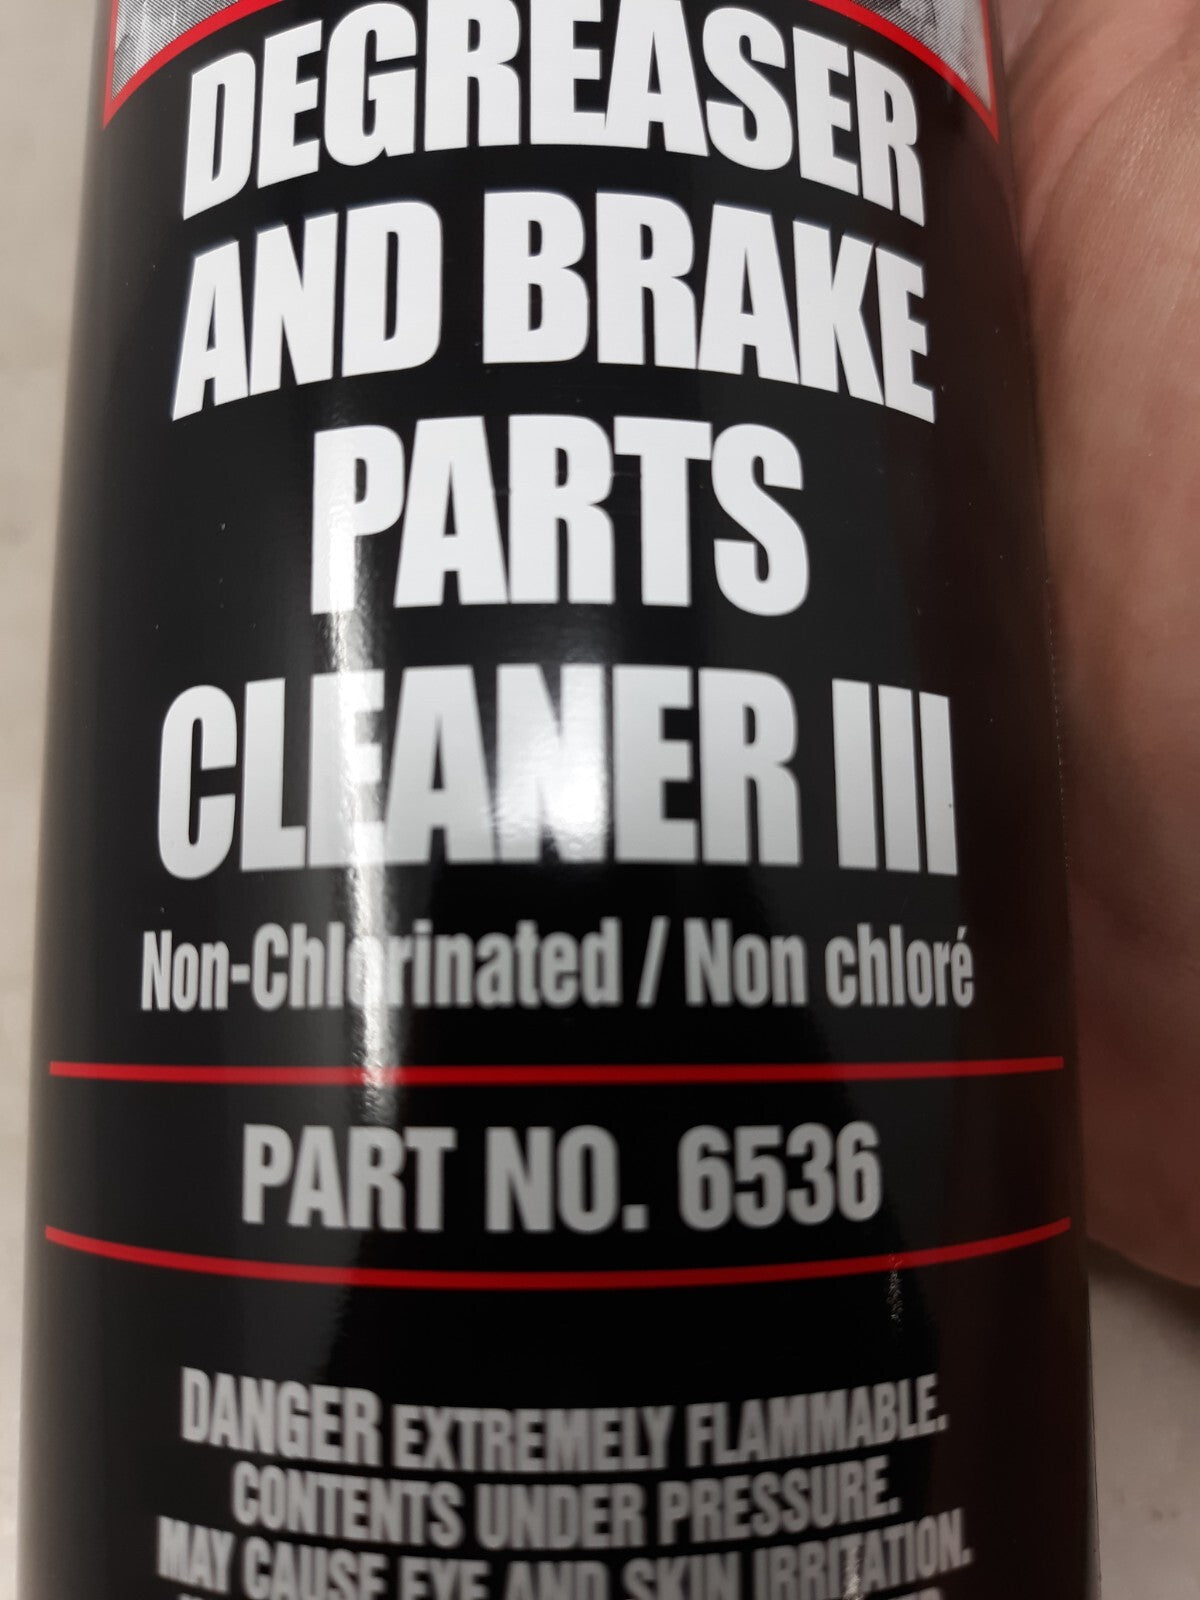 DEGREASER
AND BRAKE
PARTS
CLEANER III
Non-Chlorinated / Non chloré
PART NO. 6536
DANGER EXTREMELY FLAMMABLE.
CONTENTS UNDER PRESSURE.
MAY CAUSE EYE AND SKIN IRRITATION.